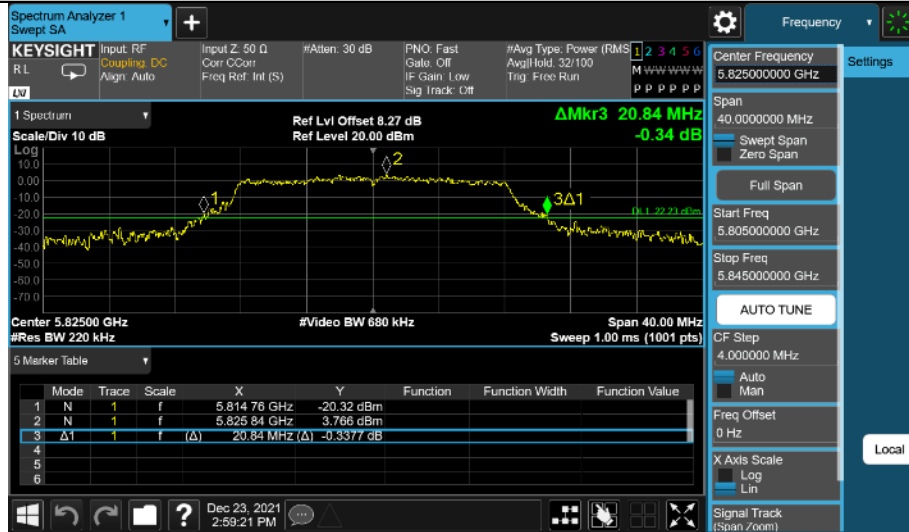 Spectrum Analyzer 1
Swept SA
Frequency
KEYSIGHT
Input: RF
Input Z: 50 Ω
#Atten: 30 dB
PNO: Fast
#Avg Type: Power (RMS
1 2 3 4 5 6
R L
Coupling: DC
Corr CCorr
Gate: Off
Avg|Hold: 32/100
M W W W W W
Align: Auto
Freq Ref: Int (S)
IF Gain: Low
Trig: Free Run
Sig Track: Off
P P P P P P
LXI
Center Frequency
5.825000000 GHz
Settings
Span
40.0000000 MHz
Swept Span
Zero Span
Full Span
Start Freq
5.805000000 GHz
Stop Freq
5.845000000 GHz
AUTO TUNE
CF Step
4.000000 MHz
Auto
Man
Freq Offset
0 Hz
X Axis Scale
Log
Lin
Signal Track
(Span Zoom)
Local
1 Spectrum
Ref Lvl Offset 8.27 dB
ΔMkr3 20.84 MHz
Scale/Div 10 dB
Ref Level 20.00 dBm
-0.34 dB
Log
10.0
0.00
-10.0
-20.0
-30.0
-40.0
-50.0
-60.0
-70.0
1
2
3Δ1
Center 5.82500 GHz
#Video BW 680 kHz
Span 40.00 MHz
#Res BW 220 kHz
Sweep 1.00 ms (1001 pts)
5 Marker Table
Mode Trace Scale X Y Function Function Width Function Value
1 N 1 f 5.814 76 GHz -20.32 dBm
2 N 1 f 5.825 84 GHz 3.766 dBm
3 Δ1 1 f (Δ) 20.84 MHz (Δ) -0.3377 dB
4
5
6
?
Dec 23, 2021
2:59:21 PM